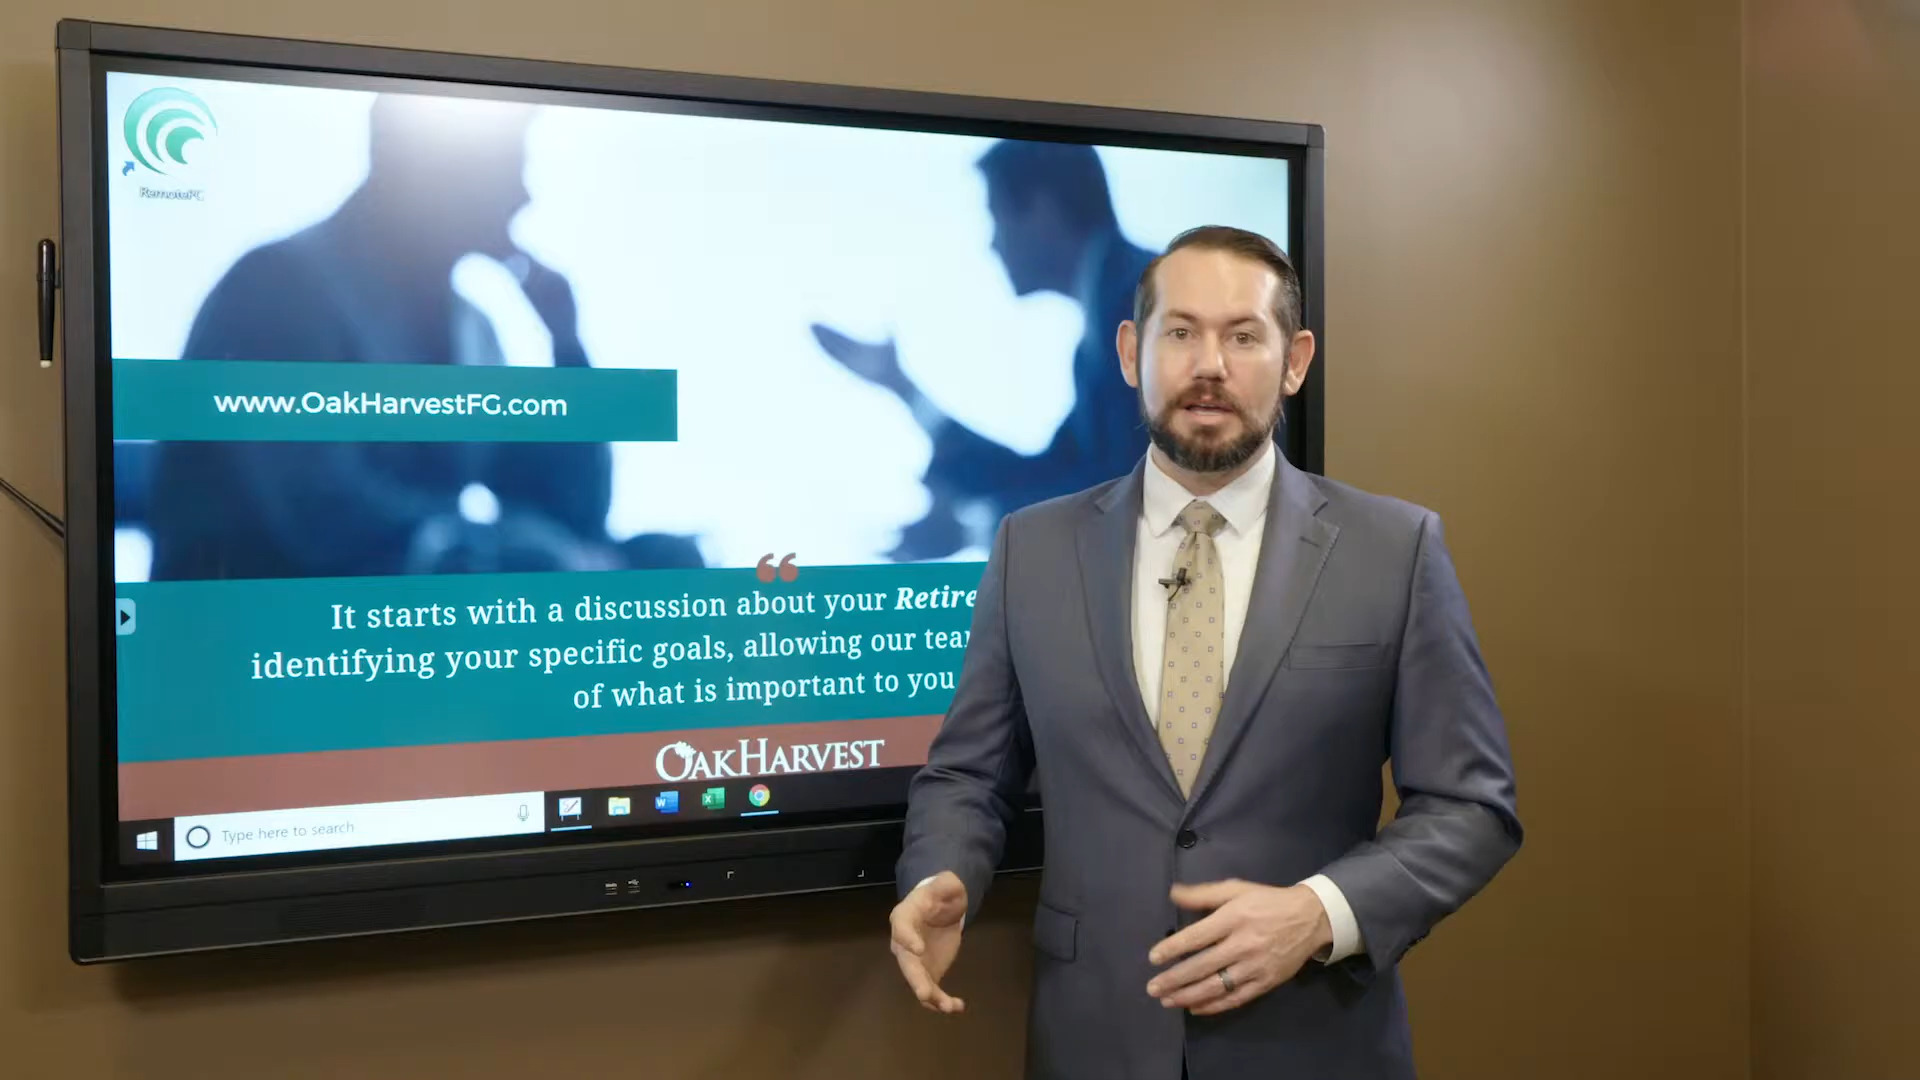 RemotePC
www.OakHarvestFG.com
“
It starts with a discussion about your Retire
identifying your specific goals, allowing our tea
of what is important to you
OAKHARVEST
Type here to search